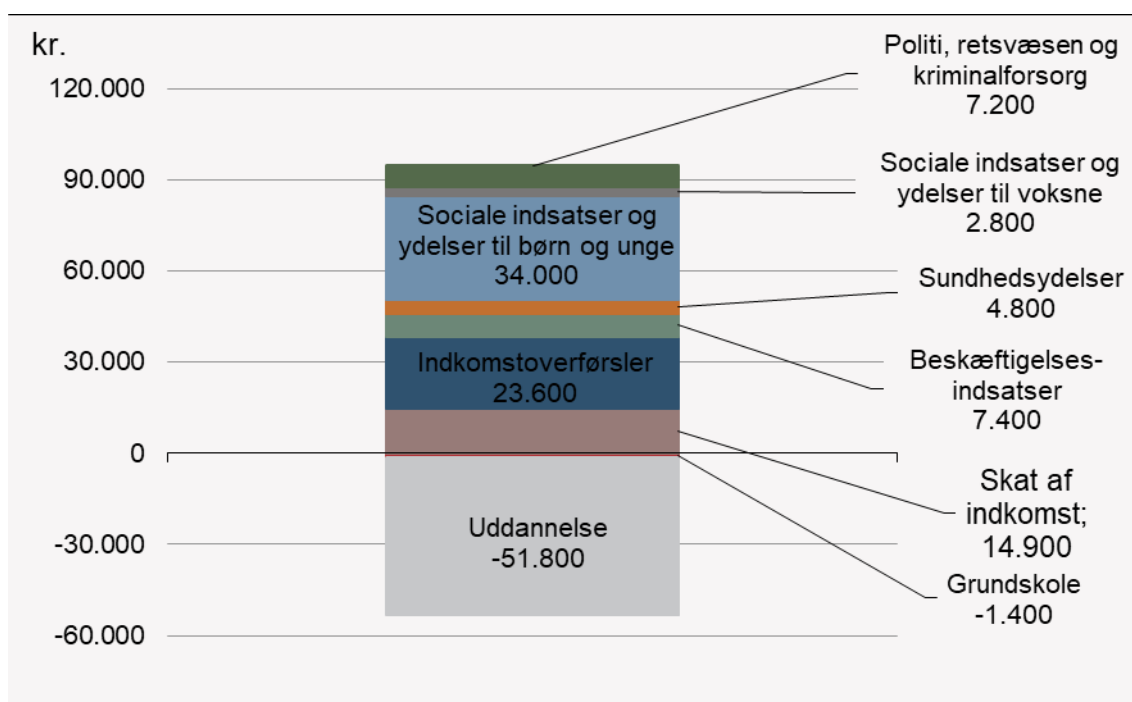 kr.
120.000
90.000
60.000
30.000
0
-30.000
-60.000
Sociale indsatser og
ydelser til børn og unge
34.000
Indkomstoverførsler
23.600
Uddannelse
-51.800
Politi, retsvæsen og
kriminalforsorg
7.200
Sociale indsatser og
ydelser til voksne
2.800
Sundhedsydelser
4.800
Beskæftigelses-
indsatser
7.400
Skat af
indkomst;
14.900
Grundskole
-1.400